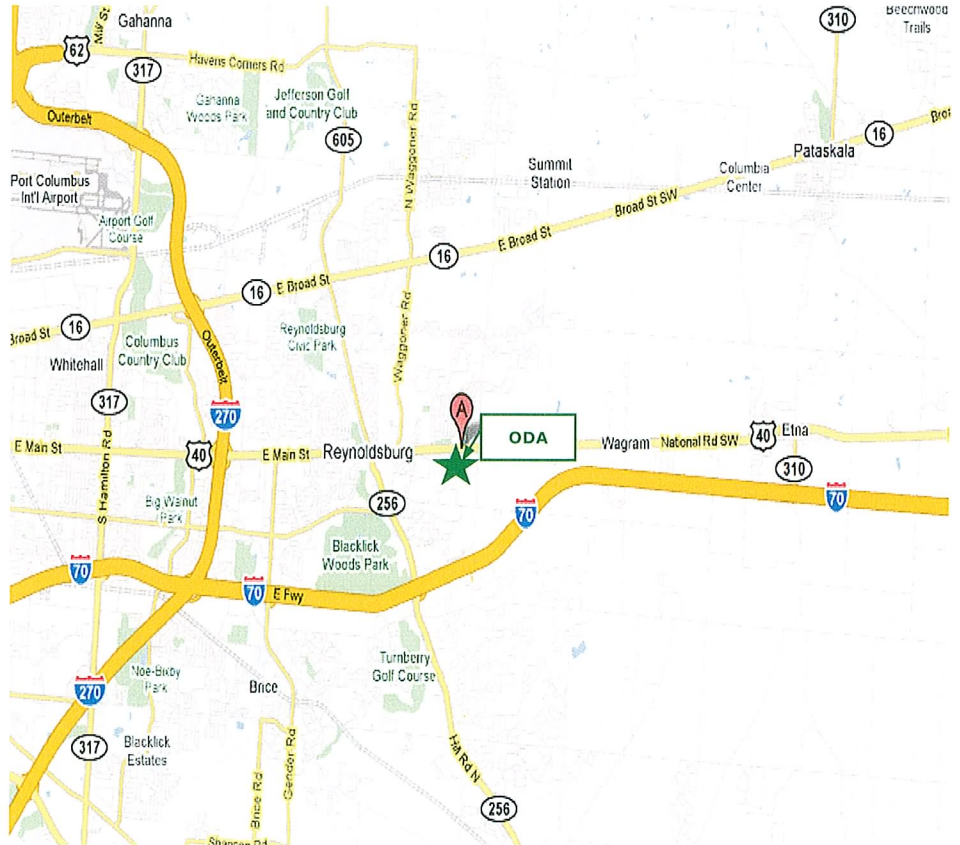 Beechwood
Trails
310
Mill St
Gahanna
62
317
Havens Corners Rd
Jefferson Golf
and Country Club
Gahanna
Woods Park
Outerbelt
605
N Waggoner Rd
16
Pataskala
Summit
Station
Columbia
Center
Port Columbus
Int'l Airport
Airport Golf
Course
Broad St SW
E Broad St
16
E Broad St
16
Broad St
16
Reynoldsburg
Civic Park
Waggoner Rd
Columbus
Country Club
Outerbelt
Whitehall
317
270
A
ODA
E Main St
40
E Main St
Reynoldsburg
Wagram
National Rd SW
40
Etna
310
S Hamilton Rd
Big Walnut
Park
256
70
70
Blacklick
Woods Park
70
70
E Fwy
Turnberry
Golf Course
Noe-Bixby
Park
270
Brice
317
Blacklick
Estates
Brice Rd
Gender Rd
Hill Rd N
256